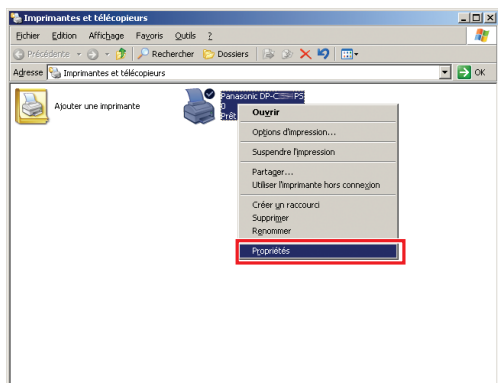 Imprimantes et télécopieurs
Fichier Edition Affichage Favoris Outils ?
Précédente Rechercher Dossiers
Adresse Imprimantes et télécopieurs OK
Ajouter une imprimante
Panasonic DP-C PS
0
Prêt
Ouvrir
Options d'impression...
Suspendre l'impression
Partager...
Utiliser l'imprimante hors connexion
Créer un raccourci
Supprimer
Renommer
Propriétés